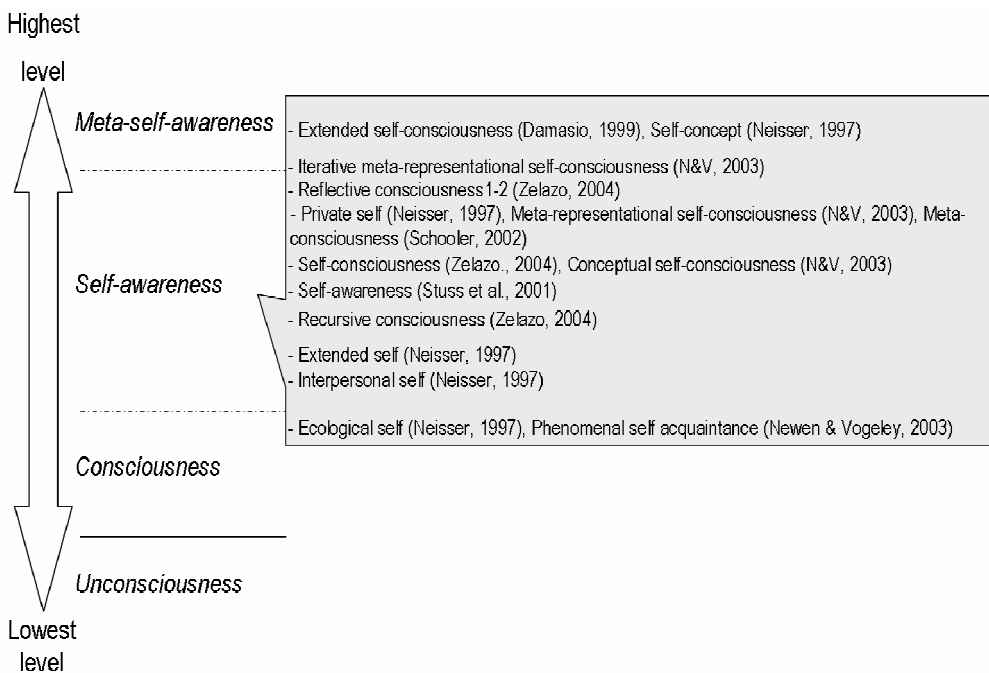 Highest
level
Meta-self-awareness
- Extended self-consciousness (Damasio, 1999), Self-concept (Neisser, 1997)
- Iterative meta-representational self-consciousness (N&V, 2003)
- Reflective consciousness1-2 (Zelazo, 2004)
- Private self (Neisser, 1997), Meta-representational self-consciousness (N&V, 2003), Meta-
consciousness (Schooler, 2002)
Self-awareness
- Self-consciousness (Zelazo., 2004), Conceptual self-consciousness (N&V, 2003)
- Self-awareness (Stuss et al., 2001)
- Recursive consciousness (Zelazo, 2004)
- Extended self (Neisser, 1997)
- Interpersonal self (Neisser, 1997)
- Ecological self (Neisser, 1997), Phenomenal self acquaintance (Newen & Vogeley, 2003)
Consciousness
Unconsciousness
Lowest
level